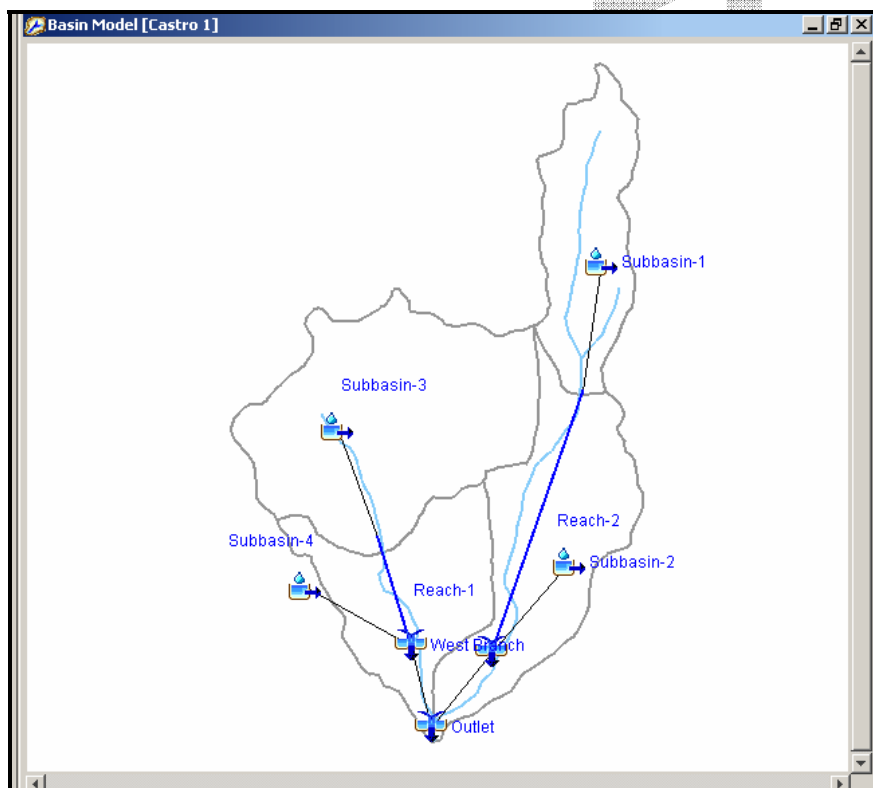 Basin Model [Castro 1]
Subbasin-1
Subbasin-3
Reach-2
Subbasin-4
Subbasin-2
Reach-1
West Branch
Outlet